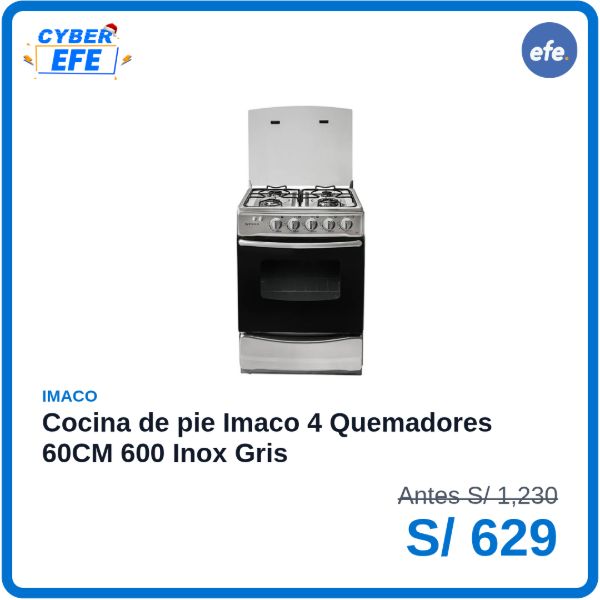 CYBER
EFE
efe.
IMACO
Cocina de pie Imaco 4 Quemadores
60CM 600 Inox Gris
Antes S/ 1,230
S/ 629